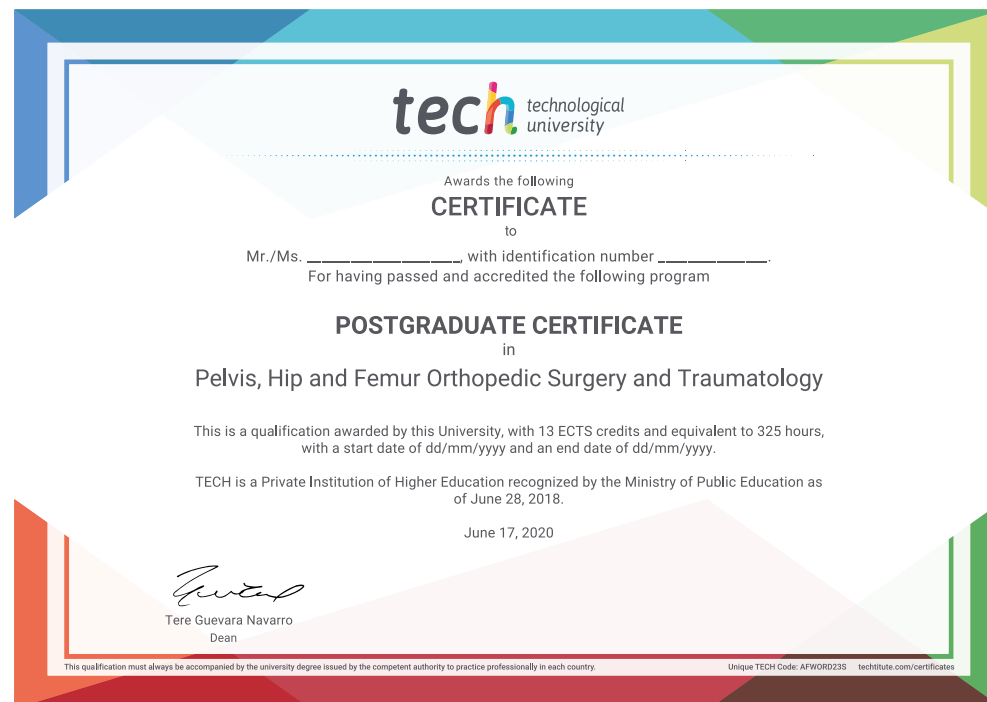 tech technological
university
Awards the following
CERTIFICATE
to
Mr./Ms. ____________________, with identification number ______________.
For having passed and accredited the following program
POSTGRADUATE CERTIFICATE
in
Pelvis, Hip and Femur Orthopedic Surgery and Traumatology
This is a qualification awarded by this University, with 13 ECTS credits and equivalent to 325 hours,
with a start date of dd/mm/yyyy and an end date of dd/mm/yyyy.
TECH is a Private Institution of Higher Education recognized by the Ministry of Public Education as
of June 28, 2018.
June 17, 2020
Tere Guevara Navarro
Dean
This qualification must always be accompanied by the university degree issued by the competent authority to practice professionally in each country.
Unique TECH Code: AFWORD23S techtitute.com/certificates